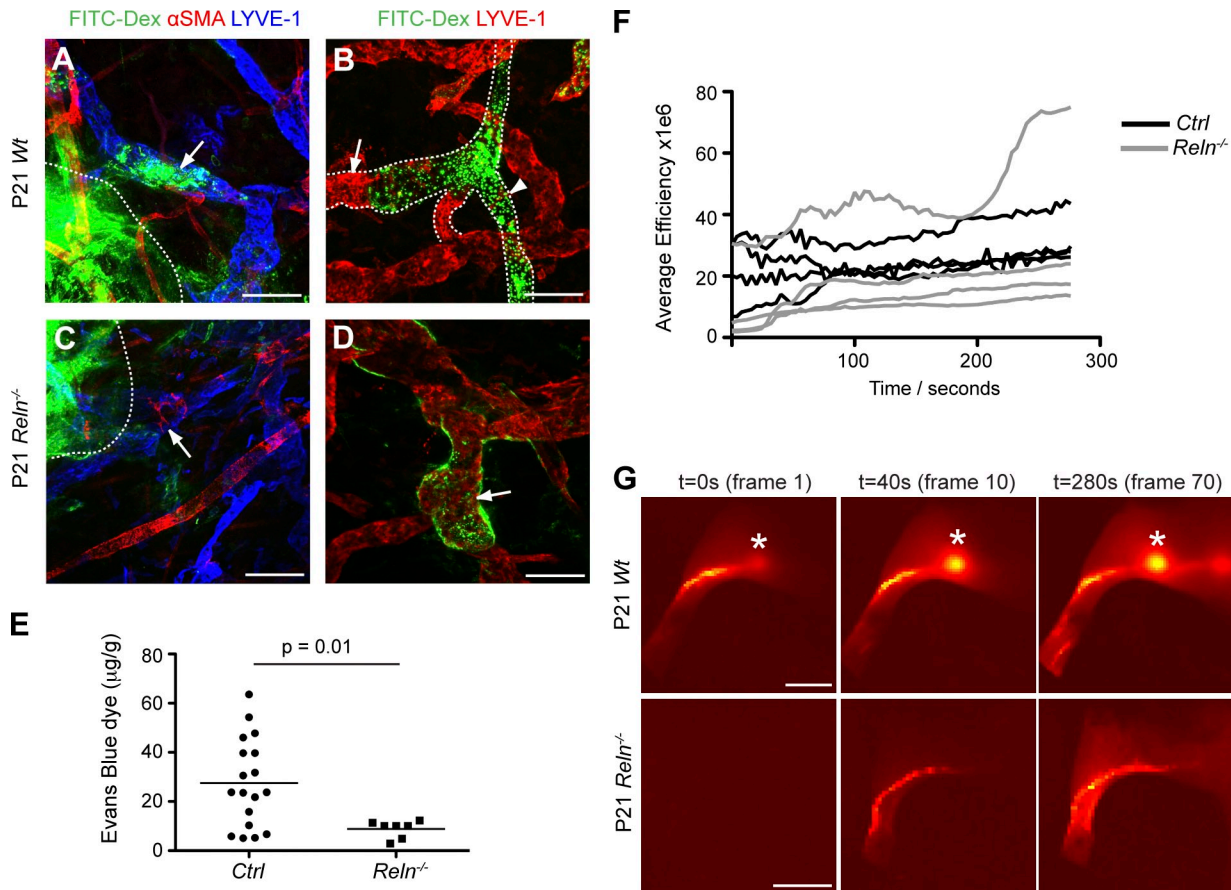 FITC-Dex αSMA LYVE-1
FITC-Dex LYVE-1
P21 Wt
A
B
P21 Reln-/-
C
D
E
p = 0.01
Evans Blue dye (µg/g)
80
60
40
20
0
Ctrl
Reln-/-
F
Average Efficiency x1e6
80
60
40
20
0
100
200
300
Time / seconds
Ctrl
Reln-/-
G
t=0s (frame 1)
t=40s (frame 10)
t=280s (frame 70)
P21 Wt
*
*
*
P21 Reln-/-